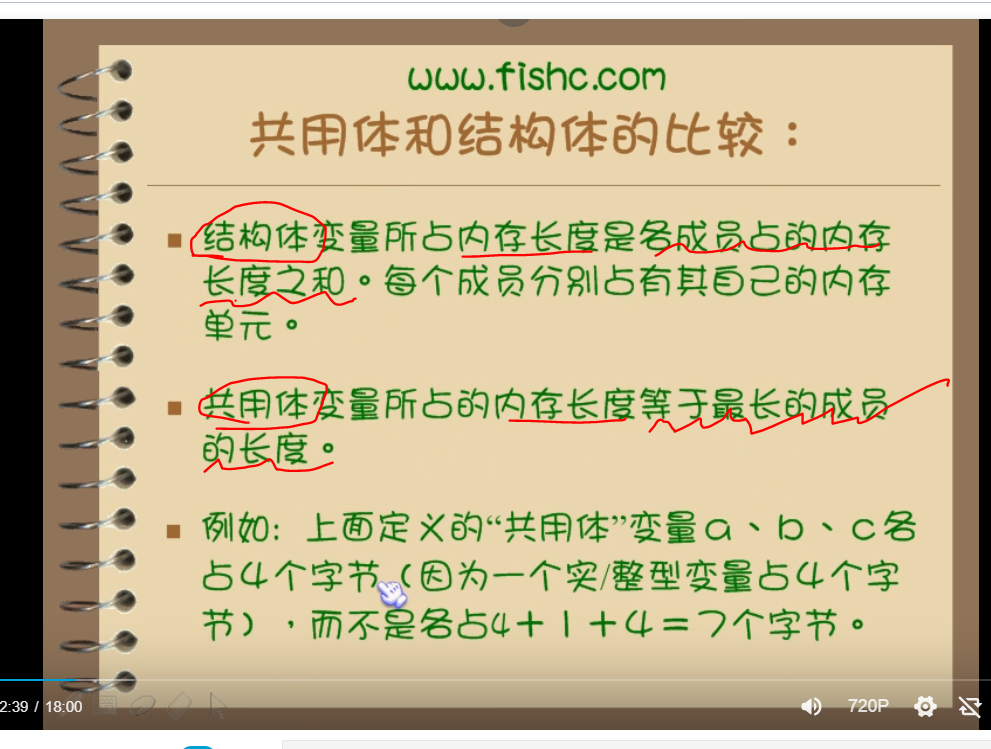 www.fishc.com
共用体和结构体的比较：
结构体变量所占内存长度是各成员占的内存
长度之和。每个成员分别占有其自己的内存
单元。
共用体变量所占的内存长度等于最长的成员
的长度。
例如：上面定义的“共用体”变量ａ、ｂ、ｃ各
占４个字节（因为一个实/整型变量占４个字
节），而不是各占4＋１＋４＝７个字节。
2:39 / 18:00
720P